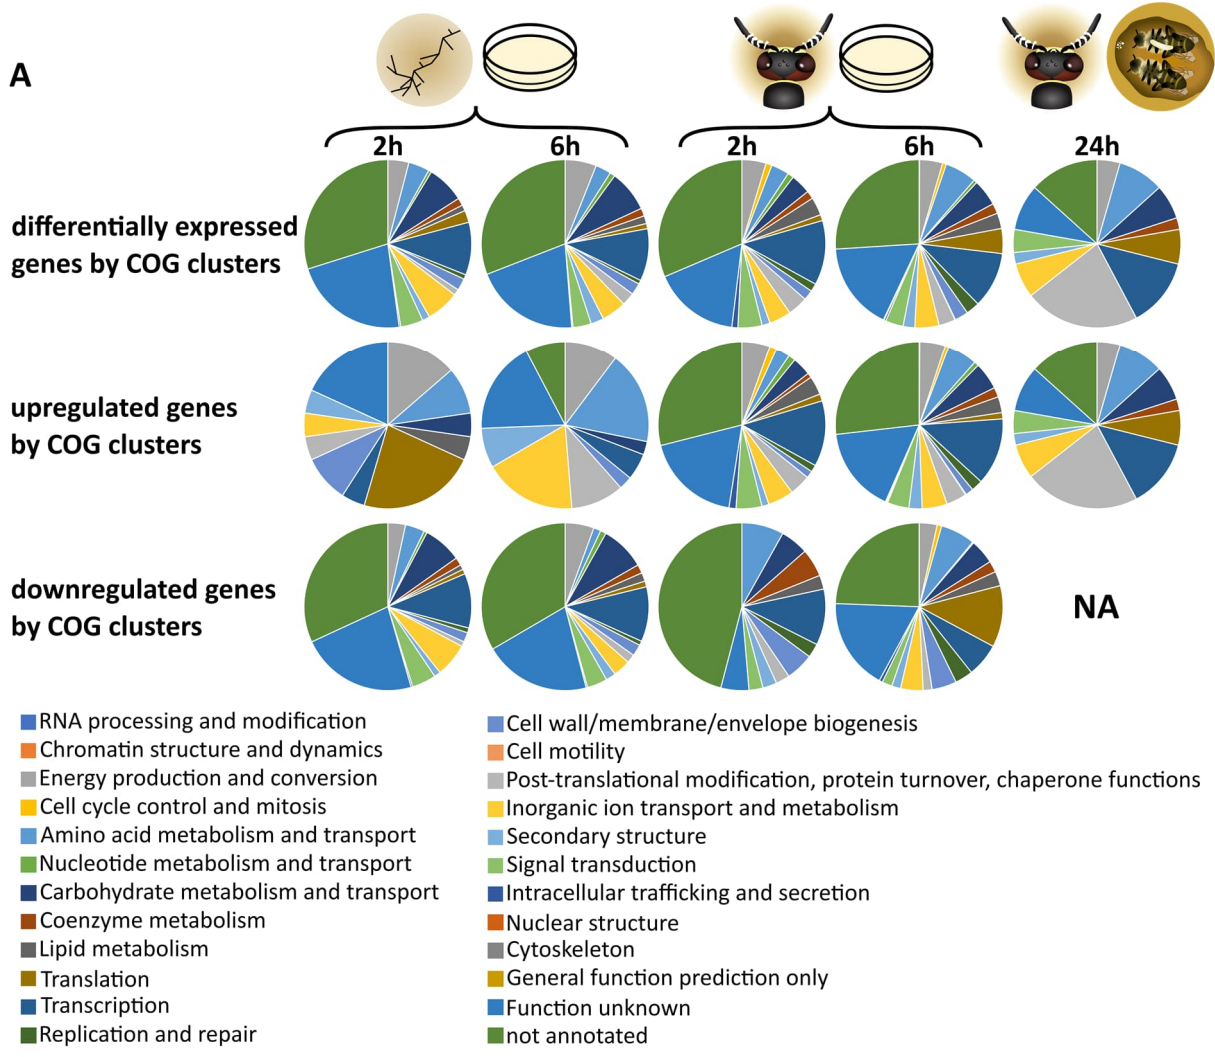 A
2h
6h
2h
6h
24h
differentially expressed
genes by COG clusters
upregulated genes
by COG clusters
downregulated genes
by COG clusters
NA
RNA processing and modification
Chromatin structure and dynamics
Energy production and conversion
Cell cycle control and mitosis
Amino acid metabolism and transport
Nucleotide metabolism and transport
Carbohydrate metabolism and transport
Coenzyme metabolism
Lipid metabolism
Translation
Transcription
Replication and repair
Cell wall/membrane/envelope biogenesis
Cell motility
Post-translational modification, protein turnover, chaperone functions
Inorganic ion transport and metabolism
Secondary structure
Signal transduction
Intracellular trafficking and secretion
Nuclear structure
Cytoskeleton
General function prediction only
Function unknown
not annotated